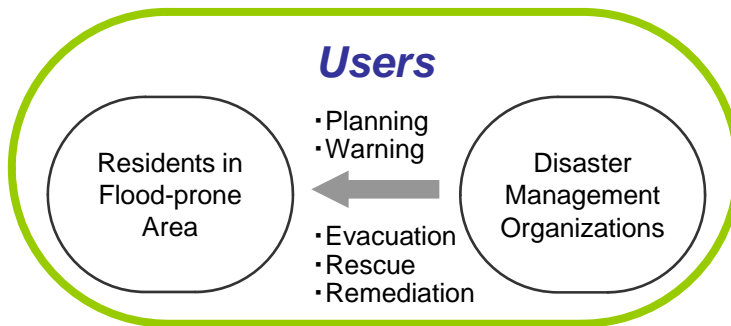 Users
・Planning
・Warning
Residents in
Flood-prone
Area
Disaster
Management
Organizations
・Evacuation
・Rescue
・Remediation